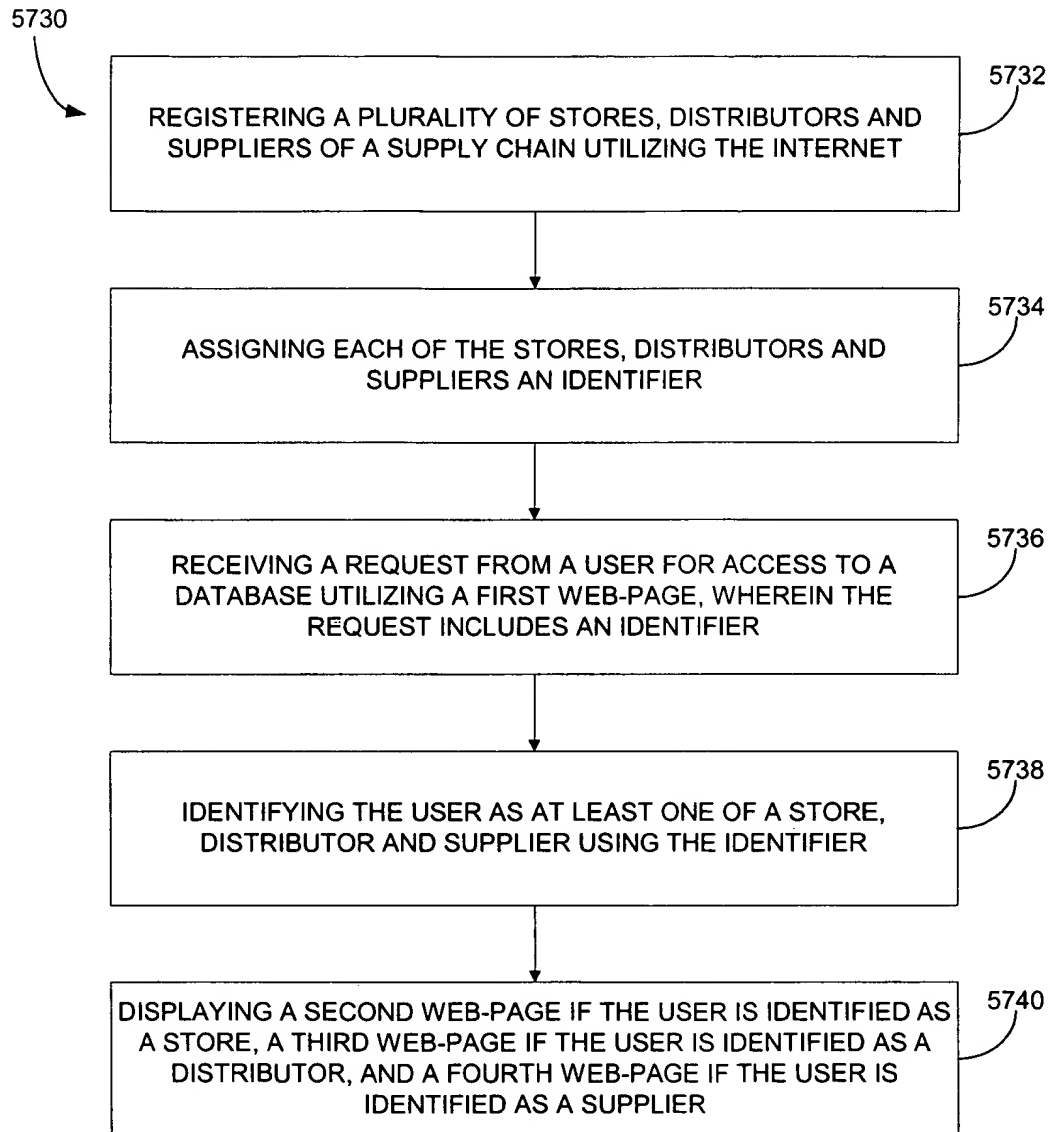 5730
5732
REGISTERING A PLURALITY OF STORES, DISTRIBUTORS AND
SUPPLIERS OF A SUPPLY CHAIN UTILIZING THE INTERNET
5734
ASSIGNING EACH OF THE STORES, DISTRIBUTORS AND
SUPPLIERS AN IDENTIFIER
5736
RECEIVING A REQUEST FROM A USER FOR ACCESS TO A
DATABASE UTILIZING A FIRST WEB-PAGE, WHEREIN THE
REQUEST INCLUDES AN IDENTIFIER
5738
IDENTIFYING THE USER AS AT LEAST ONE OF A STORE,
DISTRIBUTOR AND SUPPLIER USING THE IDENTIFIER
5740
DISPLAYING A SECOND WEB-PAGE IF THE USER IS IDENTIFIED AS
A STORE, A THIRD WEB-PAGE IF THE USER IS IDENTIFIED AS A
DISTRIBUTOR, AND A FOURTH WEB-PAGE IF THE USER IS
IDENTIFIED AS A SUPPLIER